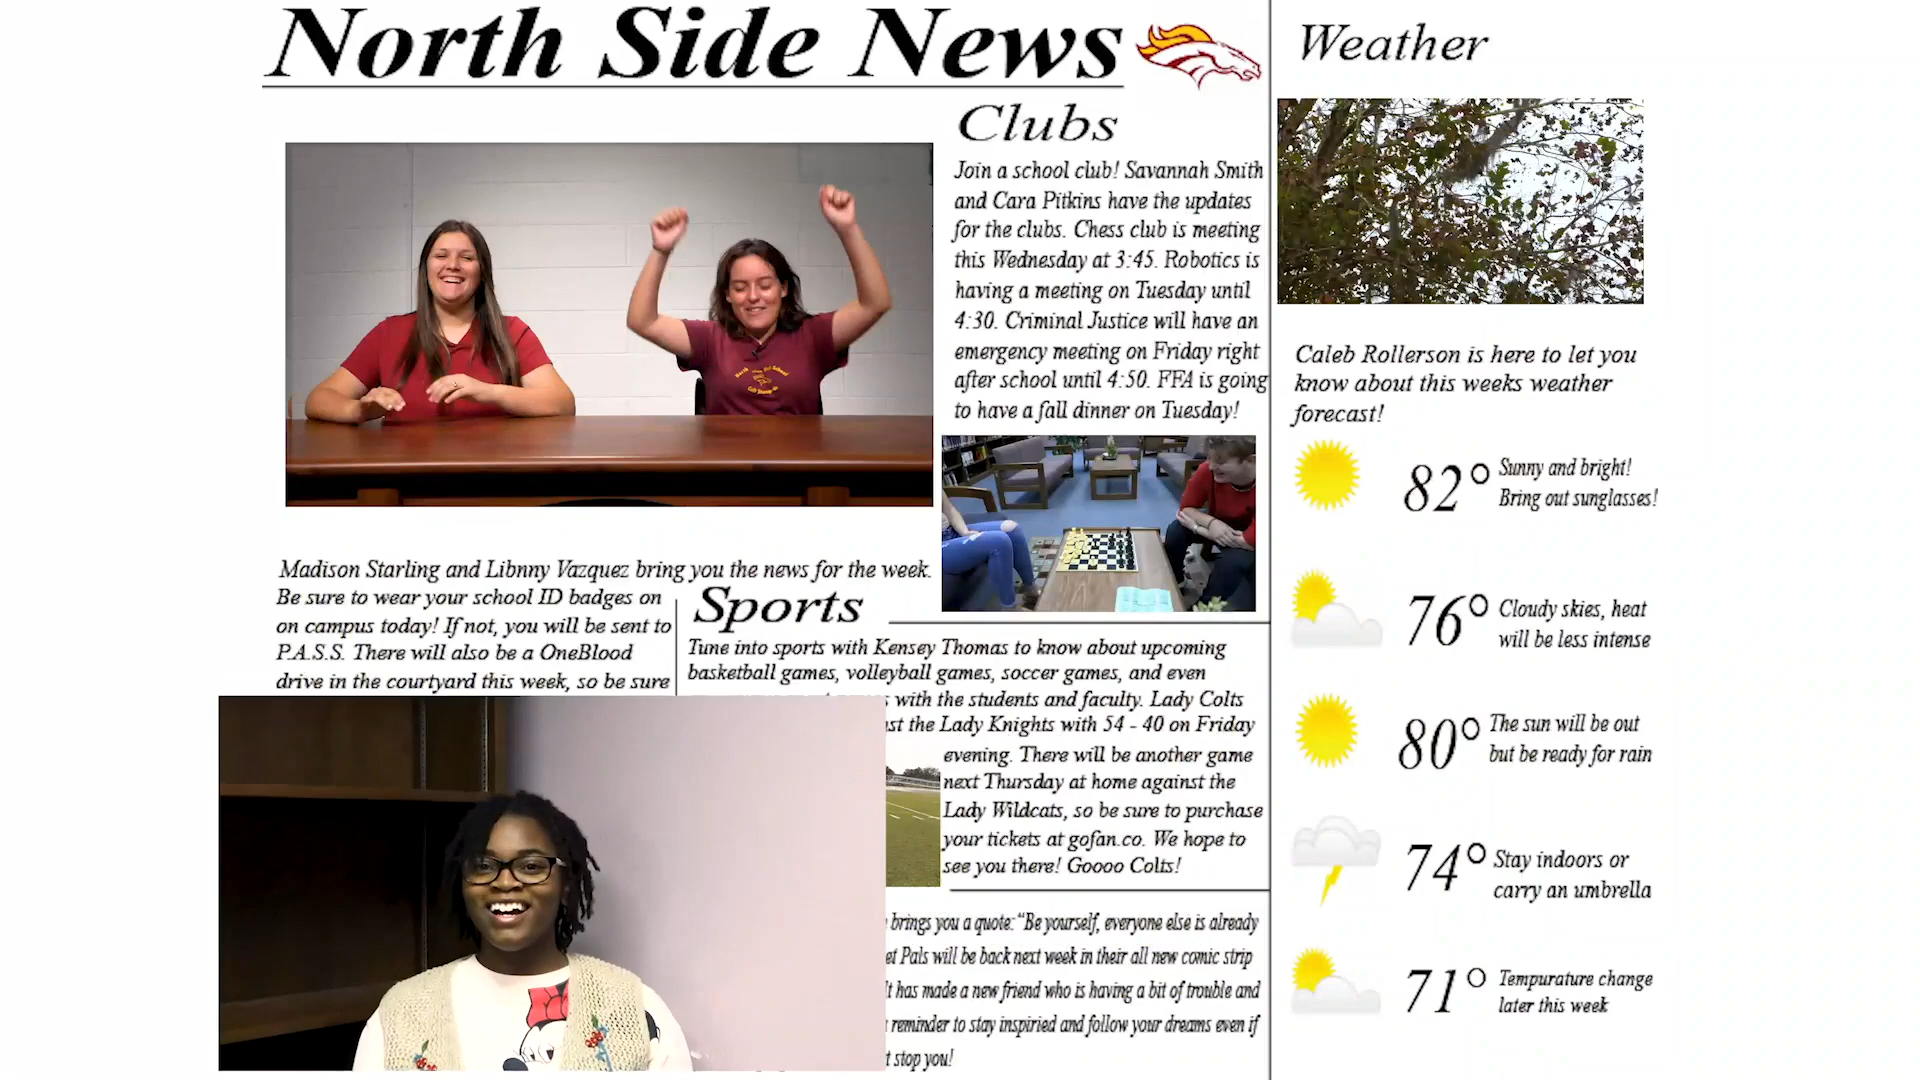 North Side News
Madison Starling and Libnny Vazquez bring you the news for the week.
Be sure to wear your school ID badges on
on campus today! If not, you will be sent to
P.A.S.S. There will also be a OneBlood
drive in the courtyard this week, so be sure
Clubs
Join a school club! Savannah Smith
and Cara Pitkins have the updates
for the clubs. Chess club is meeting
this Wednesday at 3:45. Robotics is
having a meeting on Tuesday until
4:30. Criminal Justice will have an
emergency meeting on Friday right
after school until 4:50. FFA is going
to have a fall dinner on Tuesday!
Sports
Tune into sports with Kensey Thomas to know about upcoming
basketball games, volleyball games, soccer games, and even
with the students and faculty. Lady Colts
the Lady Knights with 54 - 40 on Friday
evening. There will be another game
next Thursday at home against the
Lady Wildcats, so be sure to purchase
your tickets at gofan.co. We hope to
see you there! Goooo Colts!
brings you a quote: "Be yourself, everyone else is already
Pals will be back next week in their all new comic strip
has made a new friend who is having a bit of trouble and
reminder to stay inspiried and follow your dreams even if
stop you!
Weather
Caleb Rollerson is here to let you
know about this weeks weather
forecast!
82° Sunny and bright!
Bring out sunglasses!
76° Cloudy skies, heat
will be less intense
80° The sun will be out
but be ready for rain
74° Stay indoors or
carry an umbrella
71° Tempurature change
later this week